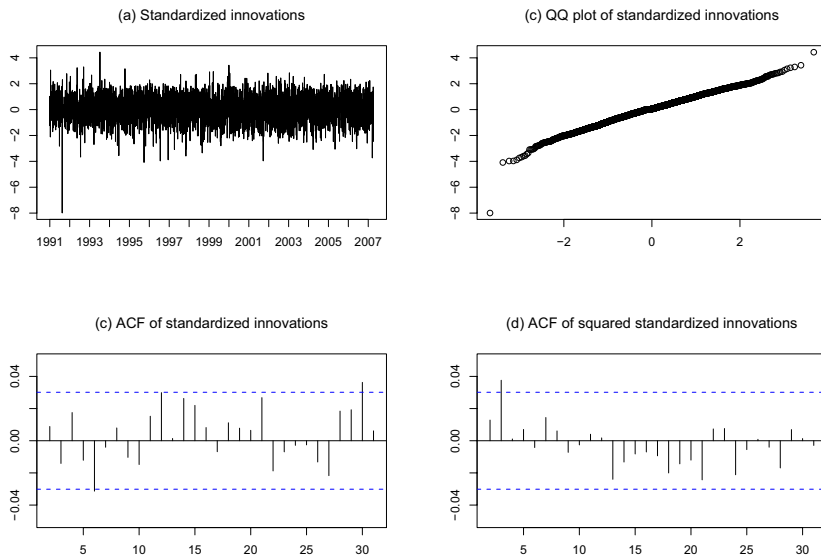 (a) Standardized innovations
(c) QQ plot of standardized innovations
4
2
0
−2
−4
−6
−8
1991 1993 1995 1997 1999 2001 2003 2005 2007
4
2
0
−2
−4
−6
−8
−2 0 2
(c) ACF of standardized innovations
(d) ACF of squared standardized innovations
0.04
0.00
−0.04
5 10 15 20 25 30
0.04
0.00
−0.04
5 10 15 20 25 30